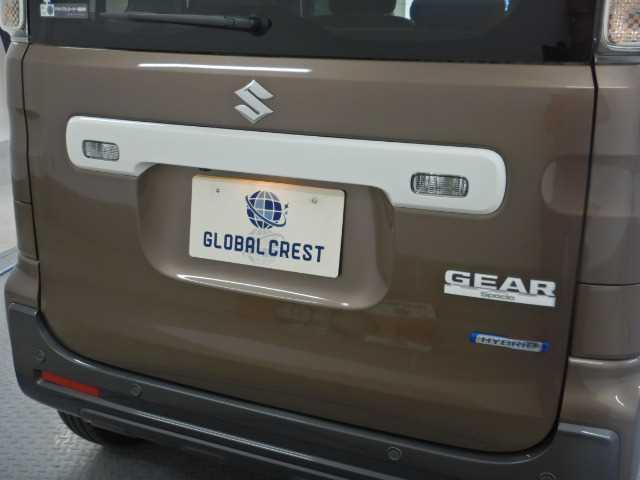 GLOBAL CREST
GEAR
Spacia
HYBRID